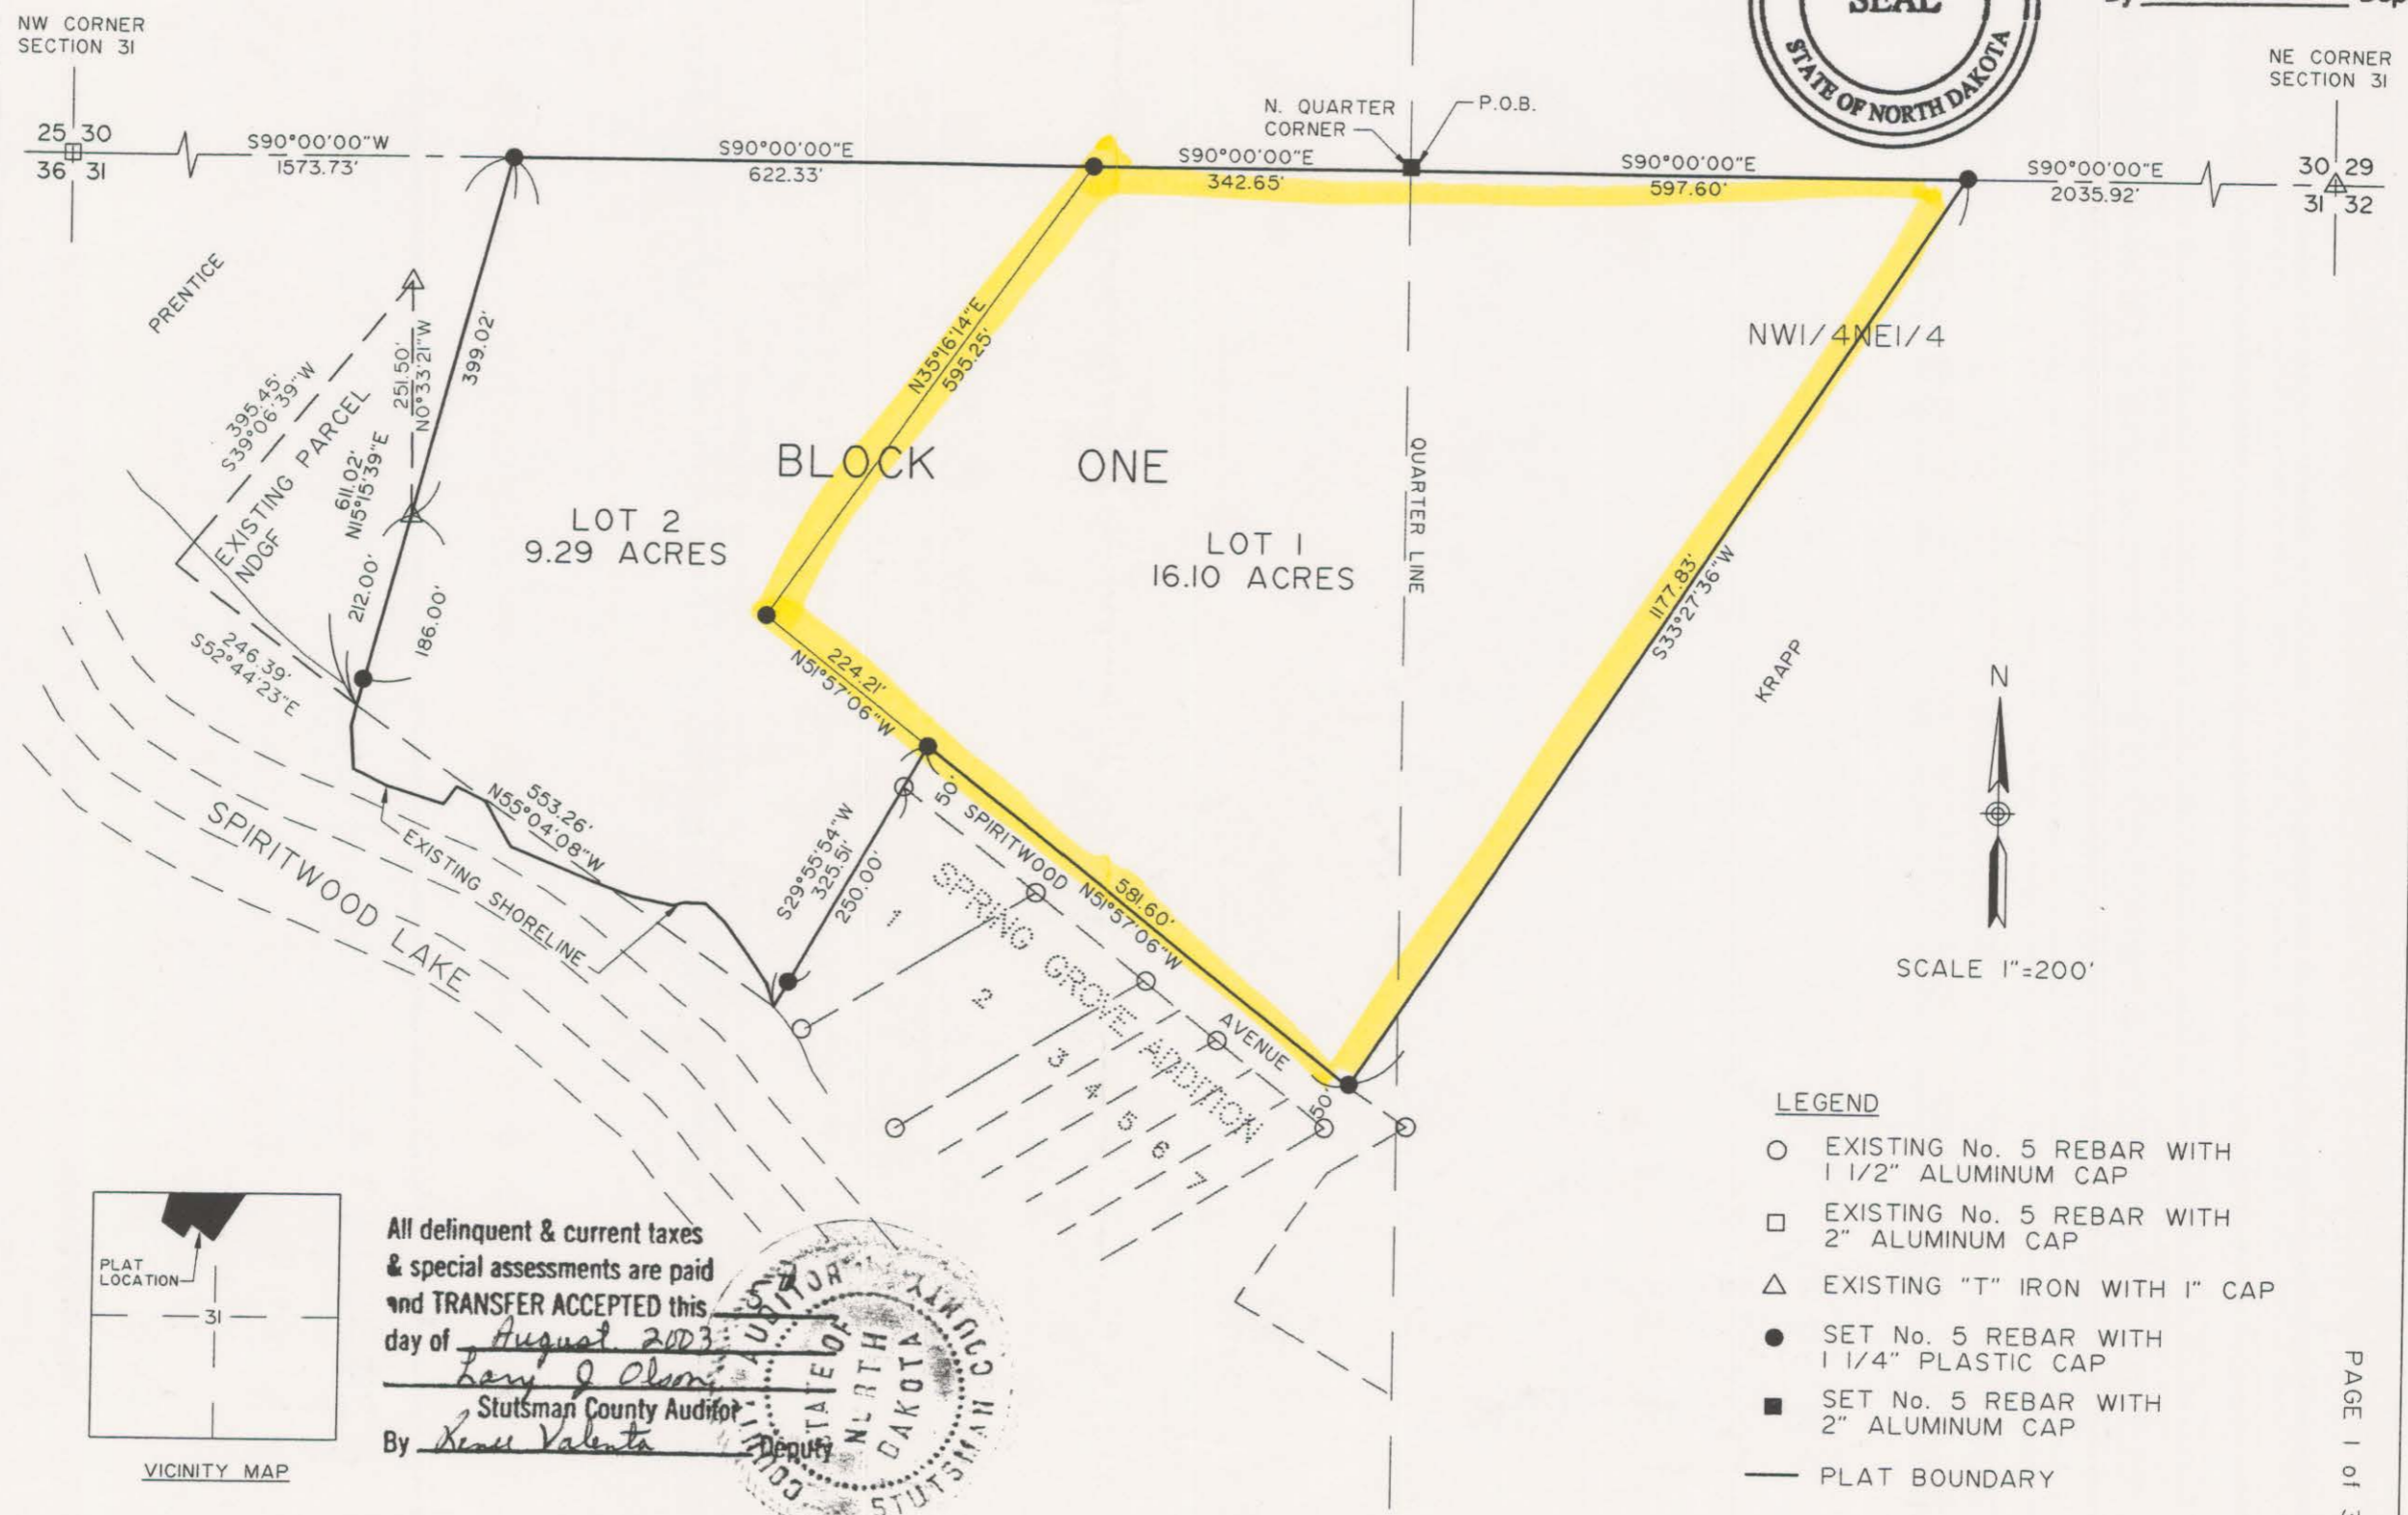 NW CORNER
SECTION 31
SEAL
STATE OF NORTH DAKOTA
By
NE CORNER
SECTION 31
N. QUARTER
CORNER
P.O.B.
25 30
36 31
S90°00'00"W
1573.73'
S90°00'00"E
622.33'
S90°00'00"E
342.65'
S90°00'00"E
597.60'
S90°00'00"E
2035.92'
30 29
31 32
PRENTICE
395.45'
S39°06'39"W
EXISTING PARCEL
NDGF
251.50'
N0°33'21"W
399.02'
611.02'
N15°15'39"E
212.00'
186.00'
246.39'
S52°44'23"E
N35°16'14"E
595.25'
NW1/4NE1/4
BLOCK ONE
LOT 2
9.29 ACRES
LOT 1
16.10 ACRES
QUARTER LINE
1177.83'
S33°27'36"W
KRAPP
224.21'
N51°57'06"W
553.26'
N55°04'08"W
EXISTING SHORELINE
SPIRITWOOD LAKE
S29°55'54"W
325.51'
250.00'
50'
SPIRITWOOD AVENUE
581.60'
N51°57'06"W
SPRING GROVE ADDITION
1
2
3
4
5
6
7
50'
N
SCALE 1"=200'
LEGEND
EXISTING No. 5 REBAR WITH
1 1/2" ALUMINUM CAP
EXISTING No. 5 REBAR WITH
2" ALUMINUM CAP
EXISTING "T" IRON WITH 1" CAP
SET No. 5 REBAR WITH
1 1/4" PLASTIC CAP
SET No. 5 REBAR WITH
2" ALUMINUM CAP
PLAT BOUNDARY
PAGE 1 of 3
PLAT
LOCATION
31
VICINITY MAP
All delinquent & current taxes
& special assessments are paid
and TRANSFER ACCEPTED this
day of August 2003
Larry J Olson
Stutsman County Auditor
By Renee Valenta Deputy
COUNTY AUDITOR
STUTSMAN COUNTY
STATE OF
NORTH
DAKOTA